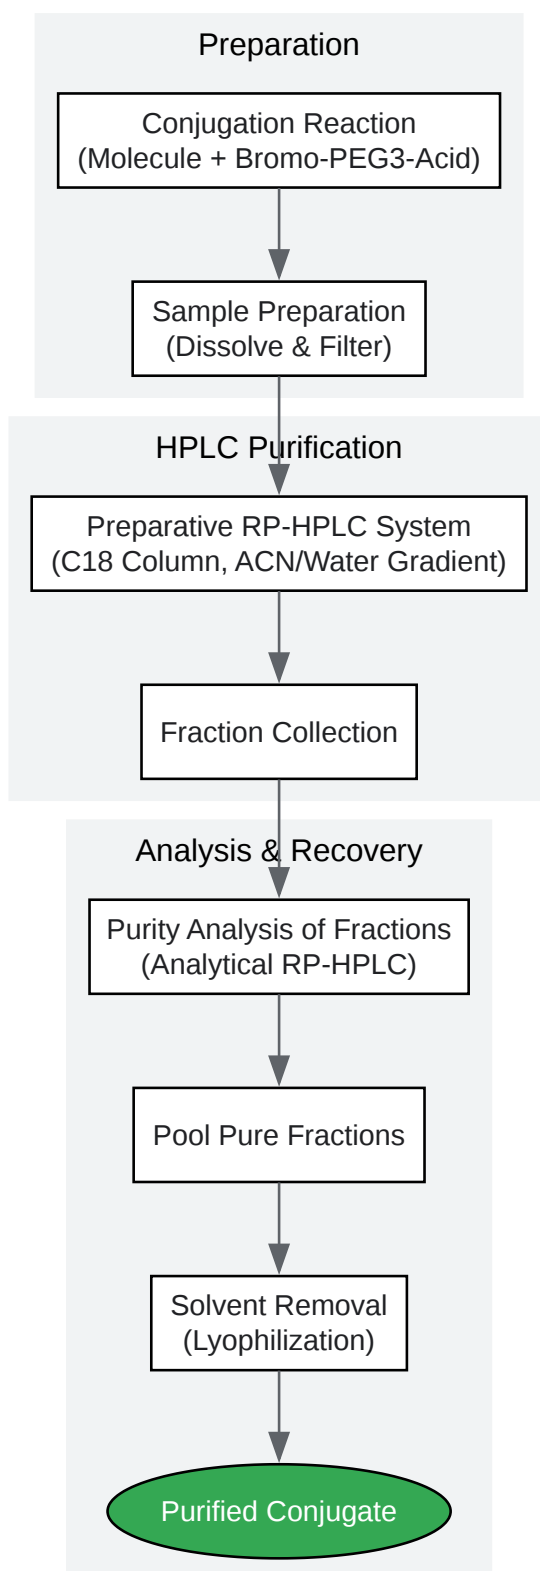 Preparation
Conjugation Reaction
(Molecule + Bromo-PEG3-Acid)
Sample Preparation
(Dissolve & Filter)
HPLC Purification
Preparative RP-HPLC System
(C18 Column, ACN/Water Gradient)
Fraction Collection
Analysis & Recovery
Purity Analysis of Fractions
(Analytical RP-HPLC)
Pool Pure Fractions
Solvent Removal
(Lyophilization)
Purified Conjugate